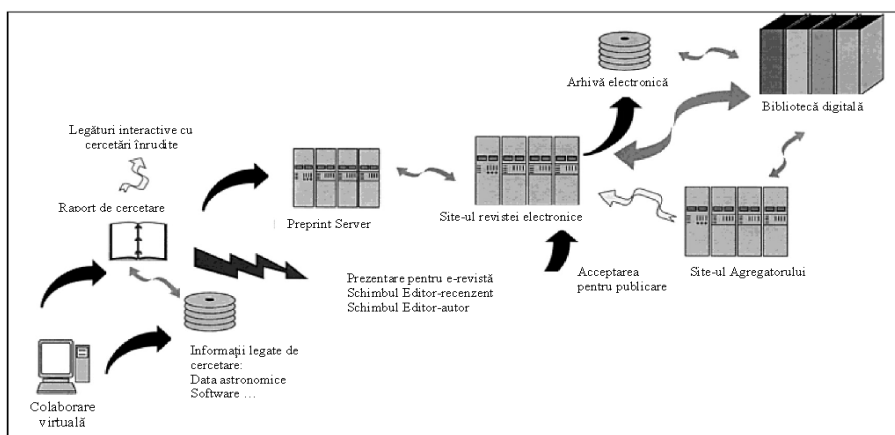 Legături interactive cu
cercetări înrudite
Raport de cercetare
Colaborare
virtuală
Informații legate de
cercetare:
Data astronomice
Software ...
Preprint Server
Prezentare pentru e-revistă
Schimbul Editor-recenzent
Schimbul Editor-autor
Site-ul revistei electronice
Acceptarea
pentru publicare
Arhivă electronică
Bibliotecă digitală
Site-ul Agregatorului